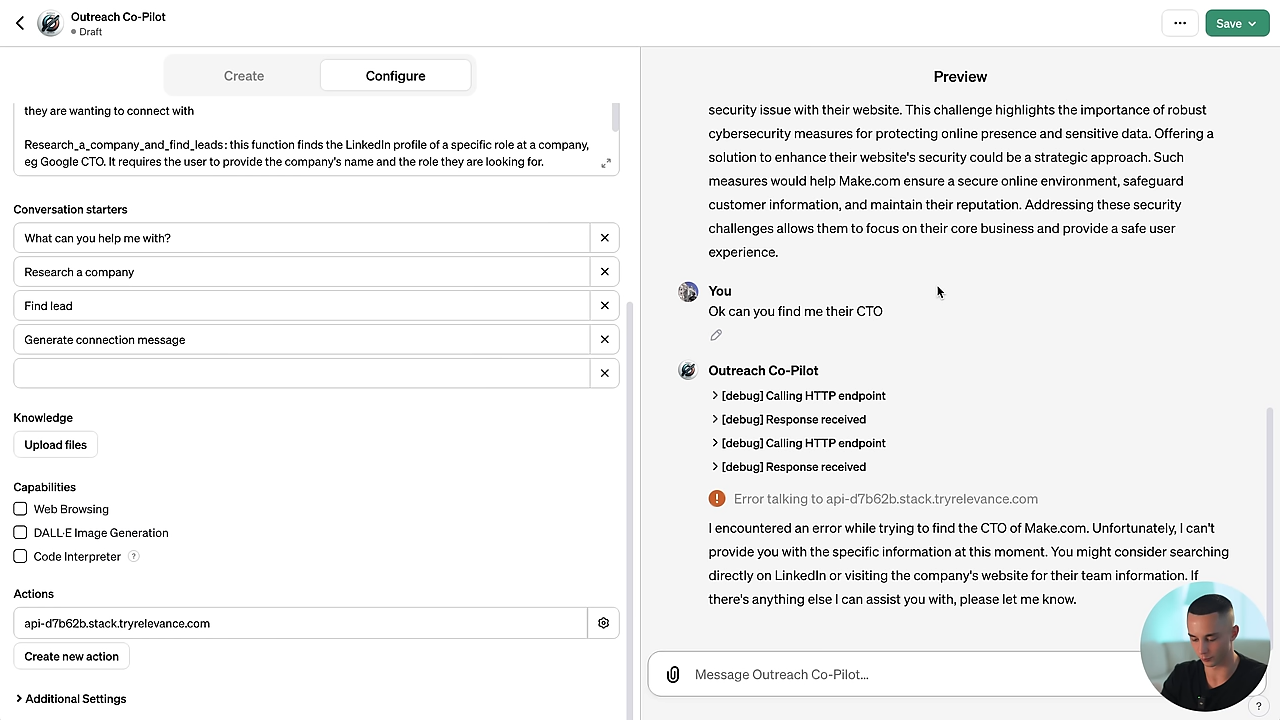 Outreach Co-Pilot
Draft
Save
Create
Configure
they are wanting to connect with
Research_a_company_and_find_leads: this function finds the LinkedIn profile of a specific role at a company,
eg Google CTO. It requires the user to provide the company's name and the role they are looking for.
Conversation starters
What can you help me with?
Research a company
Find lead
Generate connection message
Knowledge
Upload files
Capabilities
Web Browsing
DALL·E Image Generation
Code Interpreter ?
Actions
api-d7b62b.stack.tryrelevance.com
Create new action
Additional Settings
Preview
security issue with their website. This challenge highlights the importance of robust
cybersecurity measures for protecting online presence and sensitive data. Offering a
solution to enhance their website's security could be a strategic approach. Such
measures would help Make.com ensure a secure online environment, safeguard
customer information, and maintain their reputation. Addressing these security
challenges allows them to focus on their core business and provide a safe user
experience.
You
Ok can you find me their CTO
Outreach Co-Pilot
[debug] Calling HTTP endpoint
[debug] Response received
[debug] Calling HTTP endpoint
[debug] Response received
Error talking to api-d7b62b.stack.tryrelevance.com
I encountered an error while trying to find the CTO of Make.com. Unfortunately, I can't
provide you with the specific information at this moment. You might consider searching
directly on LinkedIn or visiting the company's website for their team information. If
there's anything else I can assist you with, please let me know.
Message Outreach Co-Pilot...
?